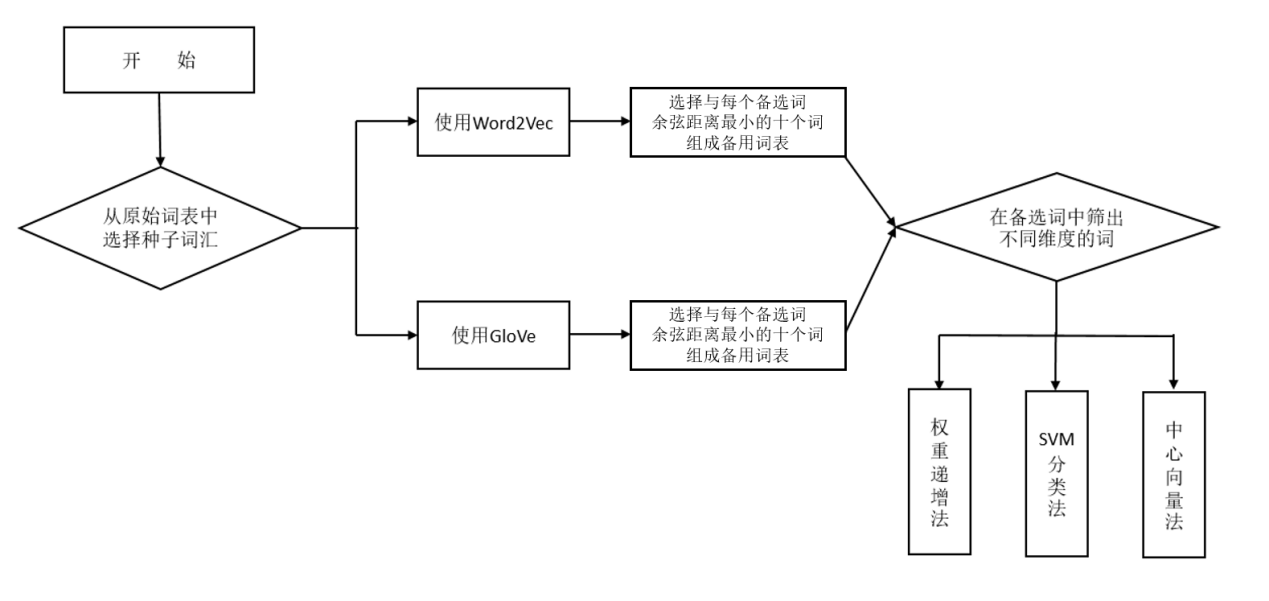 开 始
从原始词表中
选择种子词汇
使用Word2Vec
选择与每个备选词
余弦距离最小的十个词
组成备用词表
使用GloVe
选择与每个备选词
余弦距离最小的十个词
组成备用词表
在备选词中筛出
不同维度的词
权重递增法
SVM
分类法
中心向量法